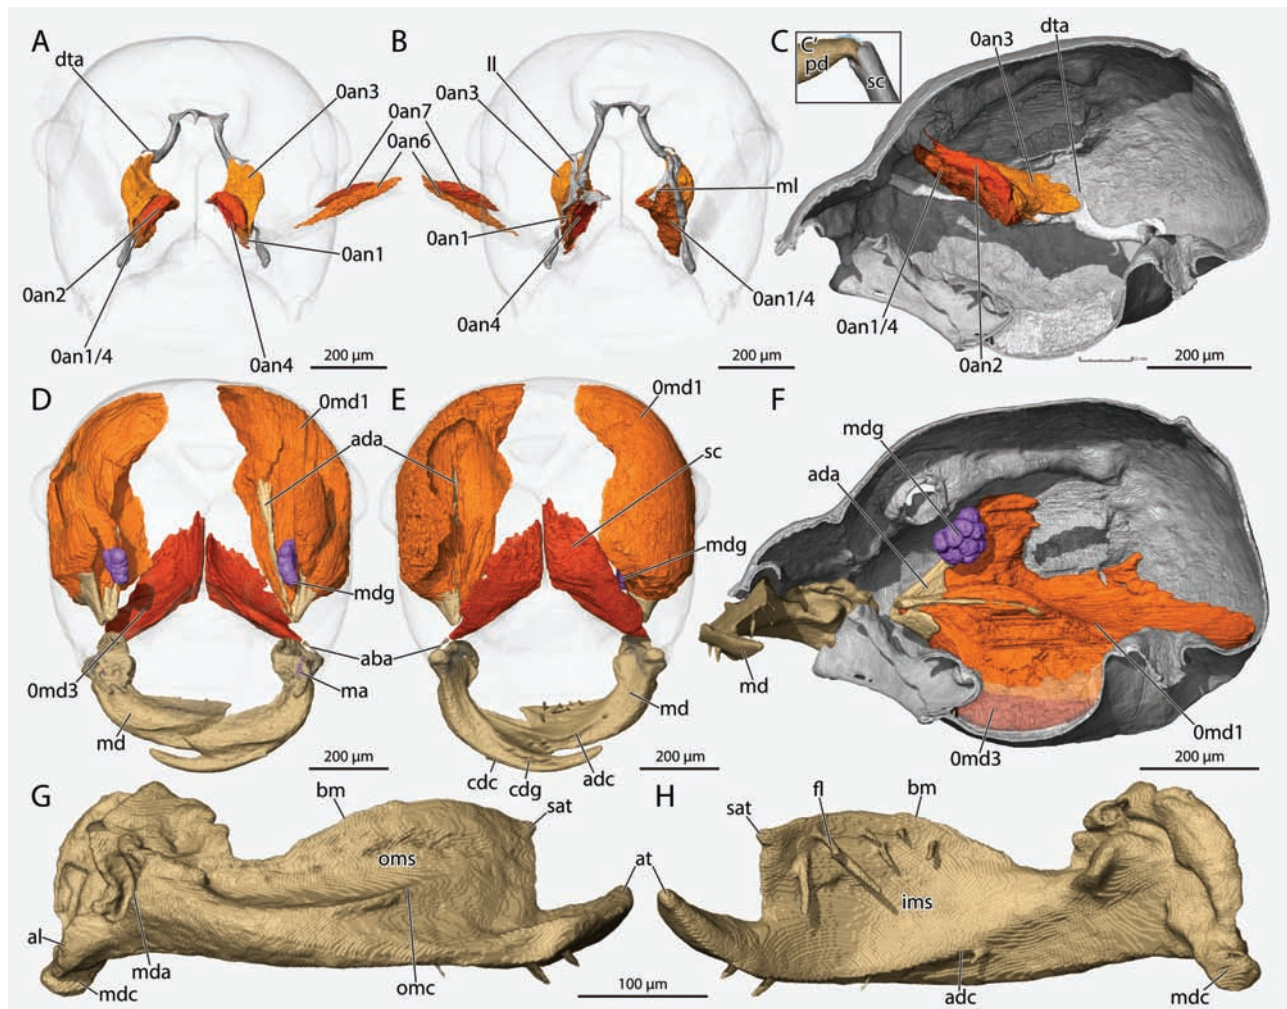 A
dta
0an3
0an7
0an6
0an2
0an1
0an1/4
0an4
200 µm
B
ll
0an3
ml
0an1
0an4
0an1/4
200 µm
C
C'
pd
sc
0an3
dta
0an1/4
0an2
200 µm
D
0md1
ada
mdg
aba
0md3
ma
md
200 µm
E
0md1
sc
mdg
md
cdc
cdg
adc
200 µm
F
mdg
ada
md
0md1
0md3
200 µm
G
bm
sat
oms
at
al
mda
mdc
omc
100 µm
H
sat
fl
bm
ims
adc
mdc